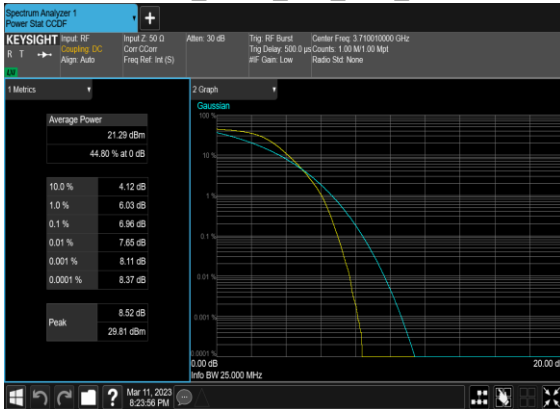 Spectrum Analyzer 1
Power Stat CCDF
KEYSIGHT
R T
LXI
Input: RF
Coupling: DC
Align: Auto
Input Z: 50 Ω
Corr CCorr
Freq Ref: Int (S)
Atten: 30 dB
Trig: RF Burst
Trig Delay: 500.0 µs
#IF Gain: Low
Center Freq: 3.710010000 GHz
Counts: 1.00 M/1.00 Mpt
Radio Std: None
1 Metrics
Average Power
21.29 dBm
44.80 % at 0 dB
10.0 % 4.12 dB
1.0 % 6.03 dB
0.1 % 6.96 dB
0.01 % 7.65 dB
0.001 % 8.11 dB
0.0001 % 8.37 dB
Peak
8.52 dB
29.81 dBm
2 Graph
Gaussian
100 %
10 %
1 %
0.1 %
0.01 %
0.001 %
0.0001 %
0.00 dB
20.00 d
Info BW 25.000 MHz
?
Mar 11, 2023
8:23:56 PM